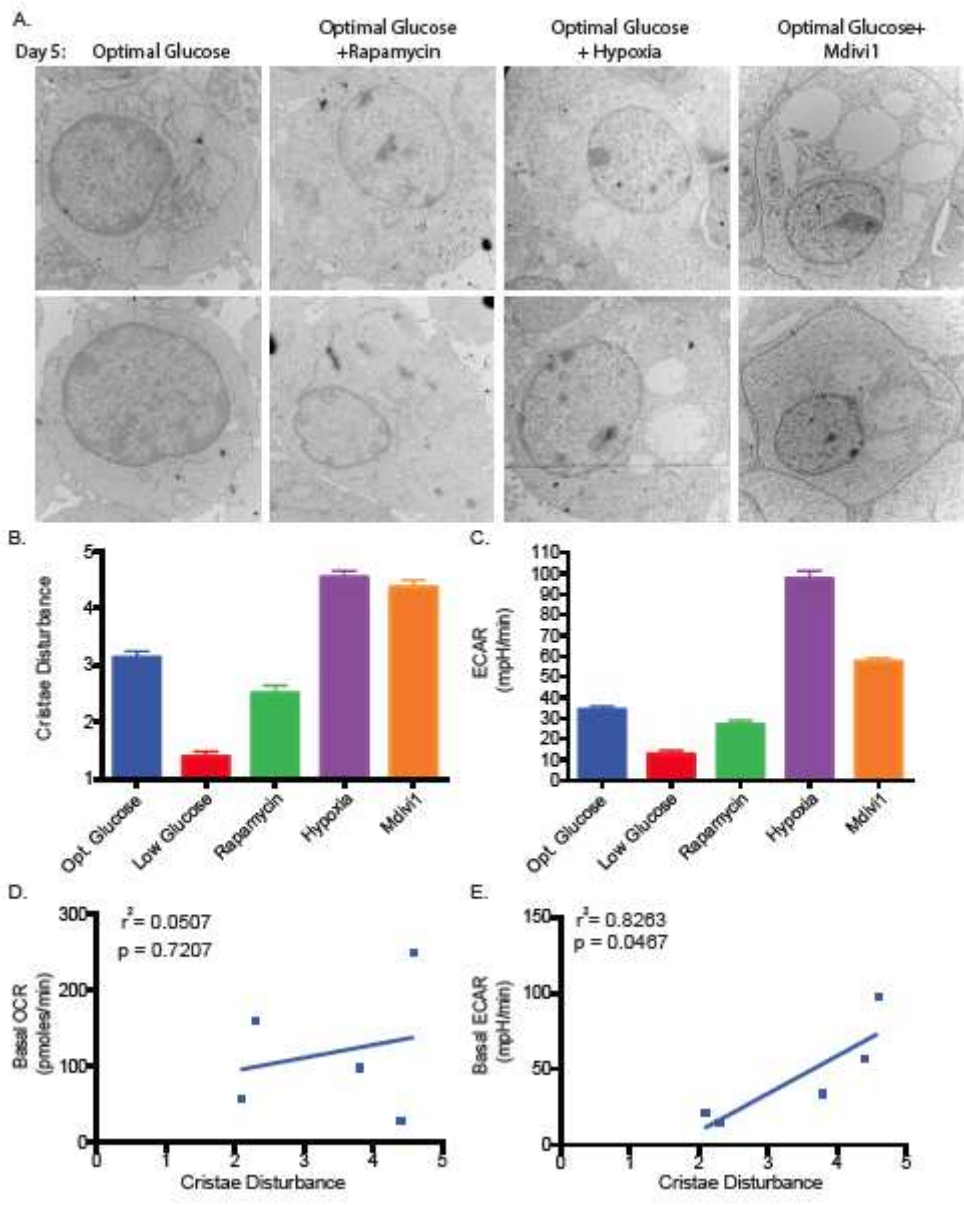 A.
Day 5:
Optimal Glucose
Optimal Glucose
+Rapamycin
Optimal Glucose
+ Hypoxia
Optimal Glucose+
Mdivi1
B.
Cristae Disturbance
5
4
3
2
1
Opt. Glucose
Low Glucose
Rapamycin
Hypoxia
Mdivi1
C.
ECAR
(mpH/min)
110
100
90
80
70
60
50
40
30
20
10
0
Opt. Glucose
Low Glucose
Rapamycin
Hypoxia
Mdivi1
D.
r²= 0.0507
p = 0.7207
Basal OCR
(pmoles/min)
300
200
100
0
0 1 2 3 4 5
Cristae Disturbance
E.
r²= 0.8263
p = 0.0467
Basal ECAR
(mpH/min)
150
100
50
0
0 1 2 3 4 5
Cristae Disturbance